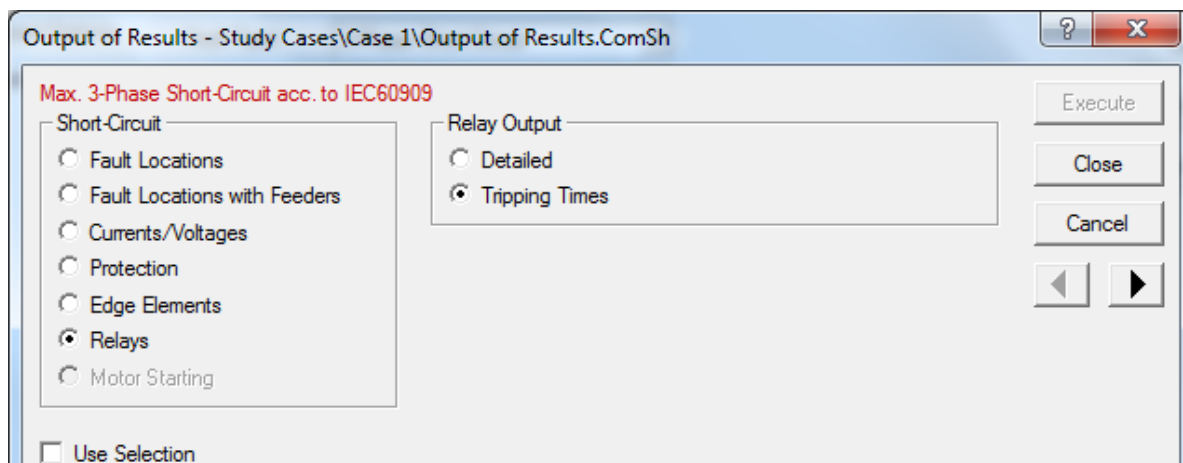 Output of Results - Study Cases\Case 1\Output of Results.ComSh
?
X
Max. 3-Phase Short-Circuit acc. to IEC60909
Short-Circuit
Fault Locations
Fault Locations with Feeders
Currents/Voltages
Protection
Edge Elements
Relays
Motor Starting
Relay Output
Detailed
Tripping Times
Execute
Close
Cancel
Use Selection